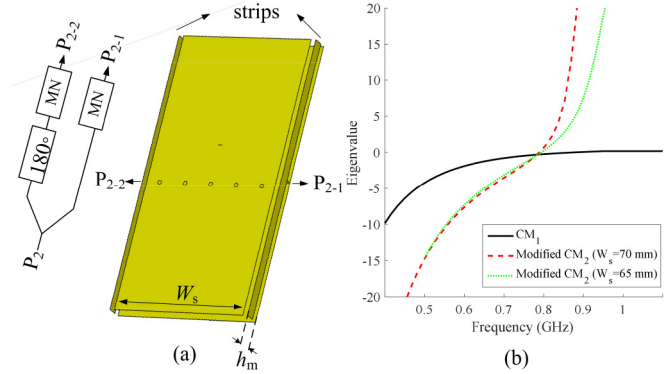 strips
P2-2
P2-1
MN
MN
180°
P2
P2-2
P2-1
Ws
hm
(a)
20
15
10
5
0
-5
-10
-15
-20
Eigenvalue
CM1
Modified CM2 (Ws=70 mm)
Modified CM2 (Ws=65 mm)
0.5 0.6 0.7 0.8 0.9 1
Frequency (GHz)
(b)